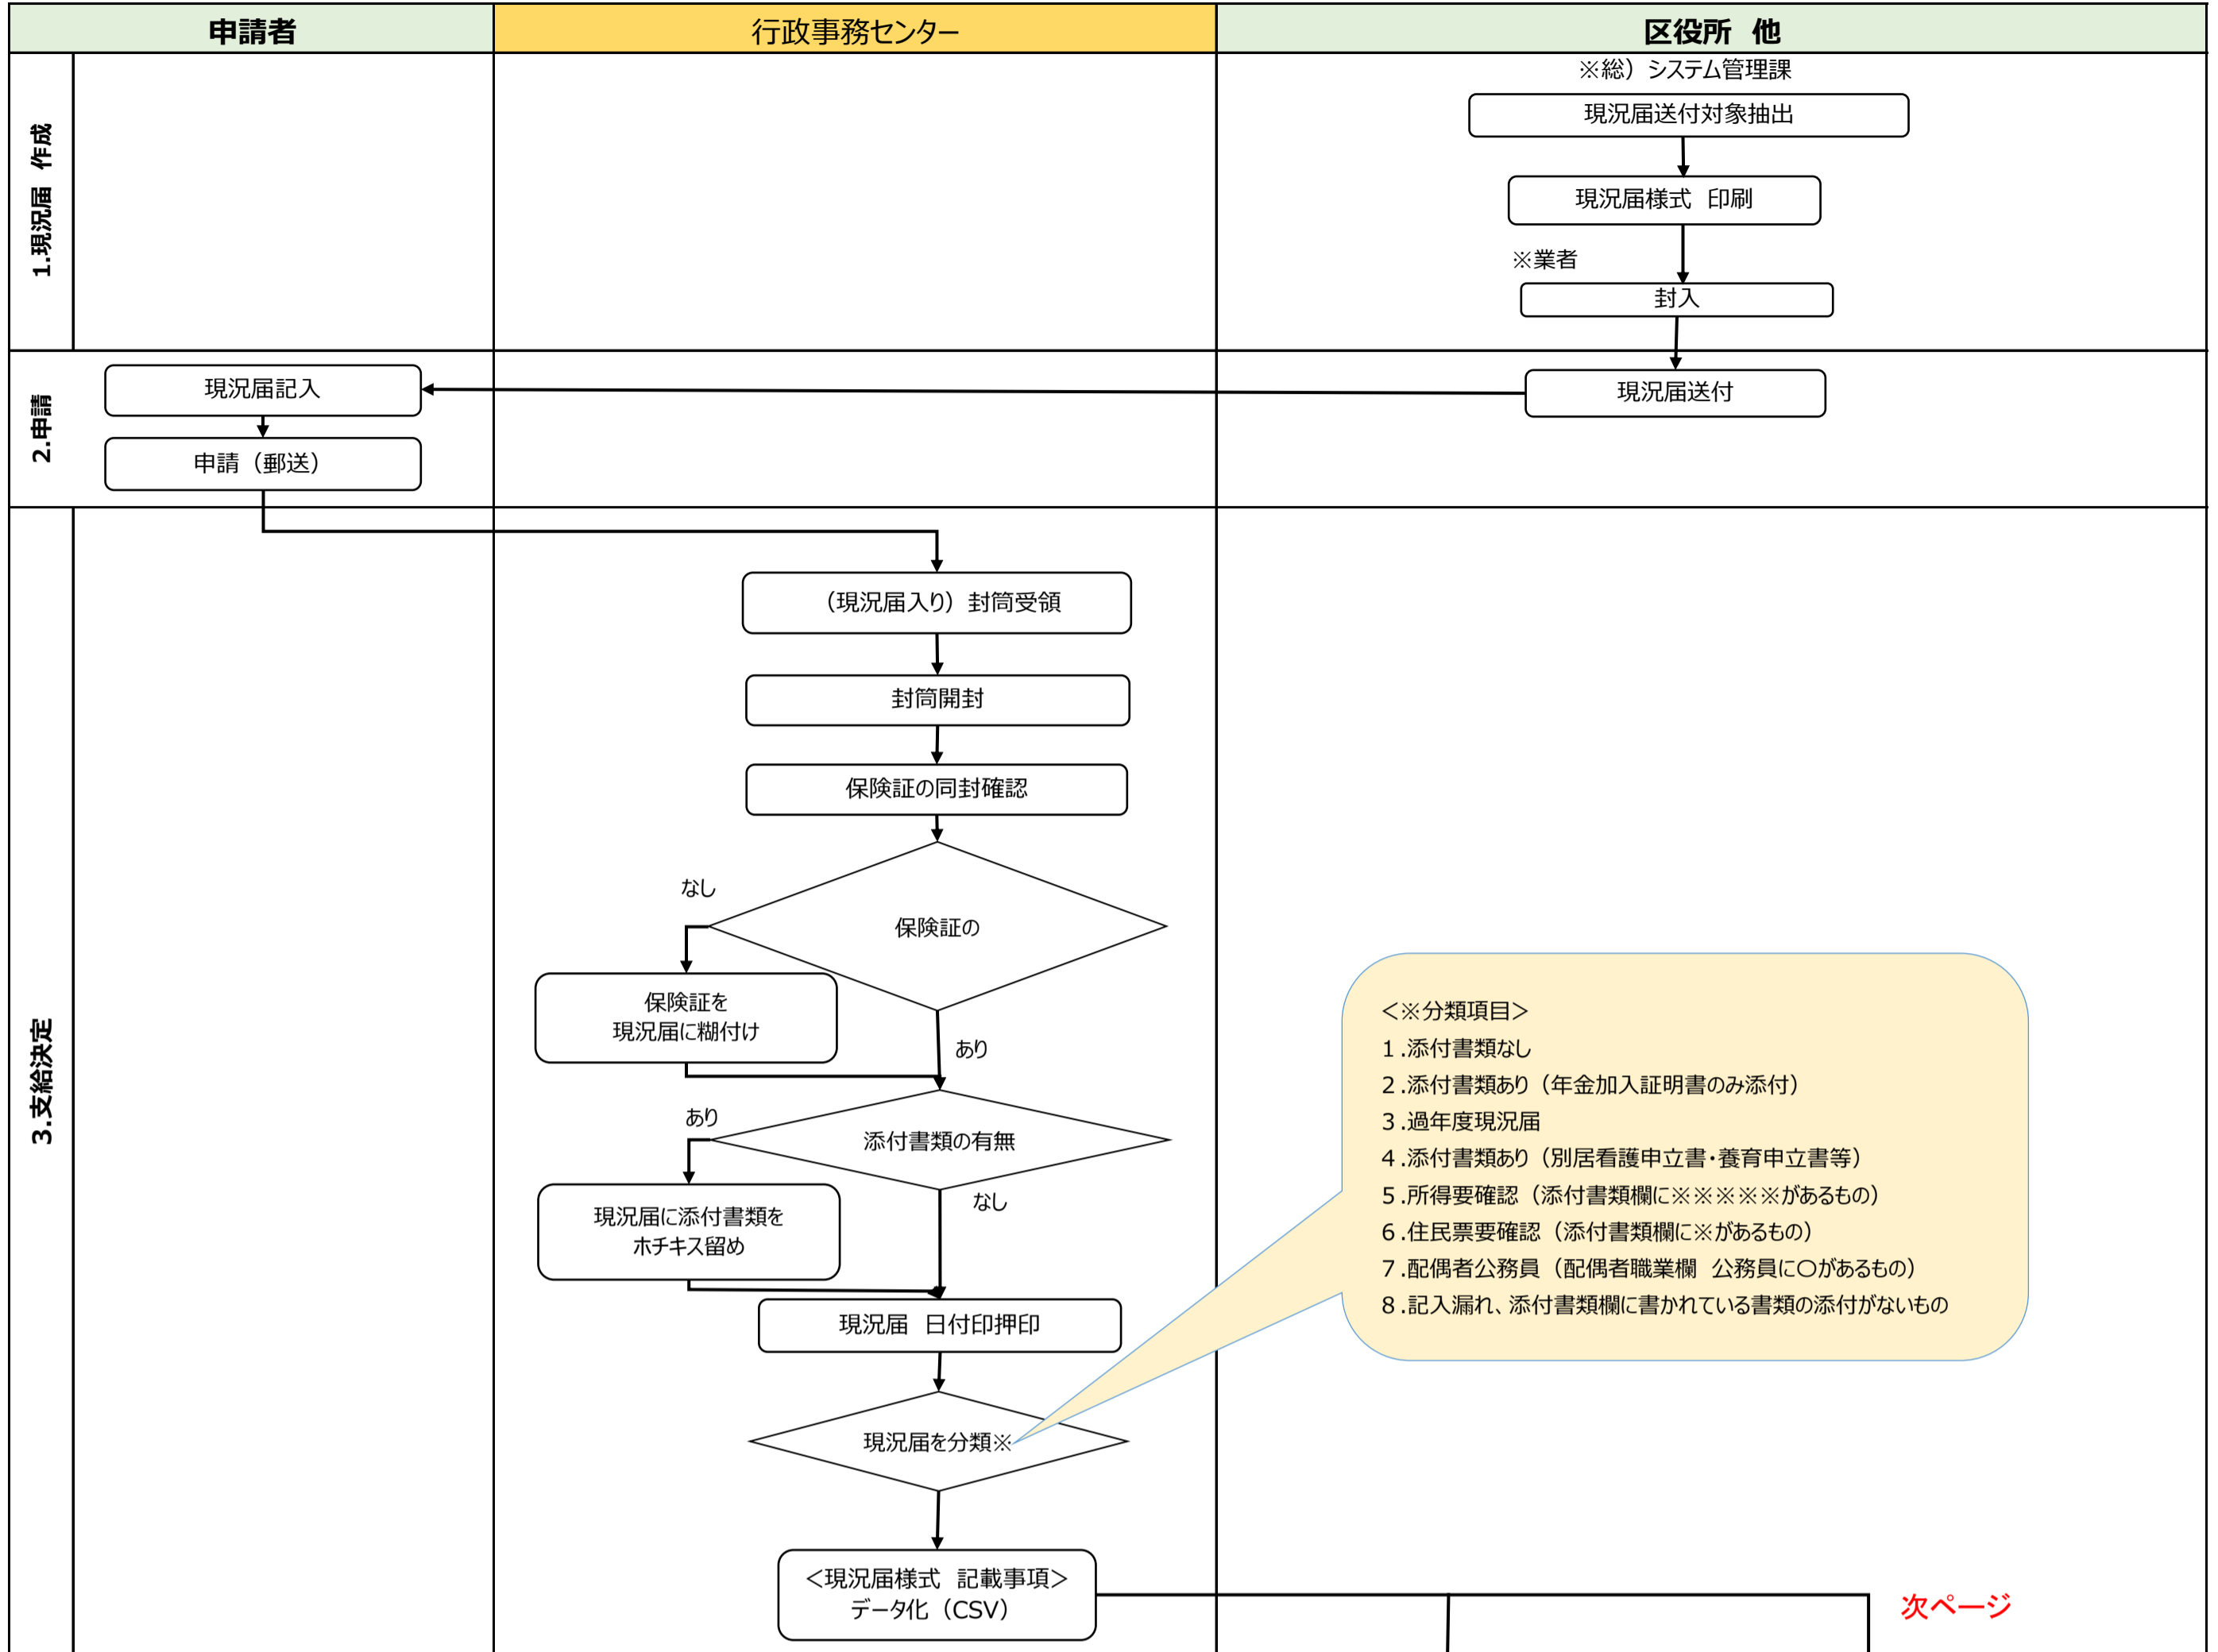 申請者
行政事務センター
区役所　他
1.現況届　作成
※総）システム管理課
現況届送付対象抽出
現況届様式　印刷
※業者
封入
2.申請
現況届記入
現況届送付
申請（郵送）
3.支給決定
（現況届入り）封筒受領
封筒開封
保険証の同封確認
なし
保険証の
保険証を
現況届に糊付け
あり
あり
添付書類の有無
なし
現況届に添付書類を
ホチキス留め
現況届　日付印押印
現況届を分類※
＜※分類項目＞
１.添付書類なし
２.添付書類あり（年金加入証明書のみ添付）
３.過年度現況届
４.添付書類あり（別居看護申立書・養育申立書等）
５.所得要確認（添付書類欄に※※※※※があるもの）
６.住民票要確認（添付書類欄に※があるもの）
７.配偶者公務員（配偶者職業欄　公務員に〇があるもの）
８.記入漏れ、添付書類欄に書かれている書類の添付がないもの
＜現況届様式　記載事項＞
データ化（CSV）
次ページ